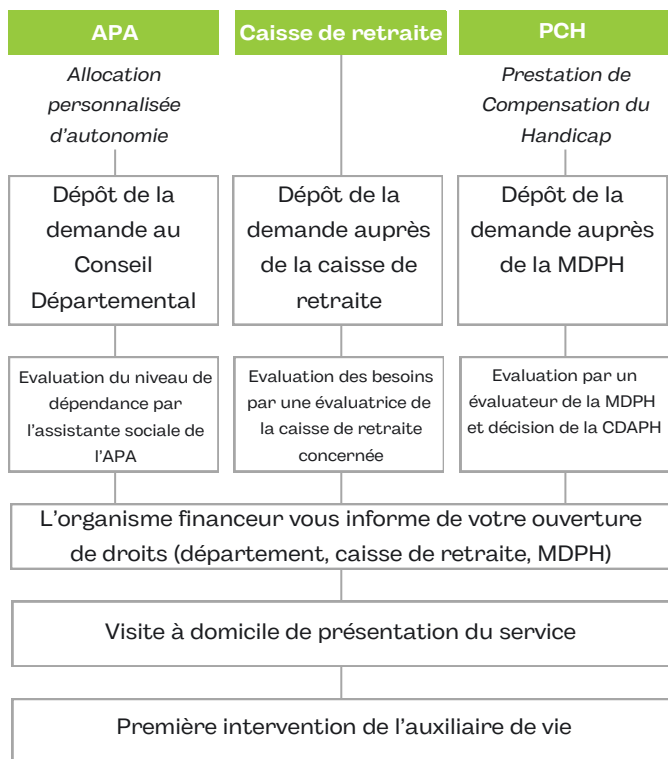 APA
Allocation
personnalisée
d'autonomie
Dépôt de la
demande au
Conseil
Départemental
Evaluation du niveau de
dépendance par
l'assistante sociale de
l'APA
Caisse de retraite
Dépôt de la
demande auprès
de la caisse de
retraite
Evaluation des besoins
par une évaluatrice de
la caisse de retraite
concernée
PCH
Prestation de
Compensation du
Handicap
Dépôt de la
demande auprès
de la MDPH
Evaluation par un
évaluateur de la MDPH
et décision de la CDAPH
L'organisme financeur vous informe de votre ouverture
de droits (département, caisse de retraite, MDPH)
Visite à domicile de présentation du service
Première intervention de l'auxiliaire de vie